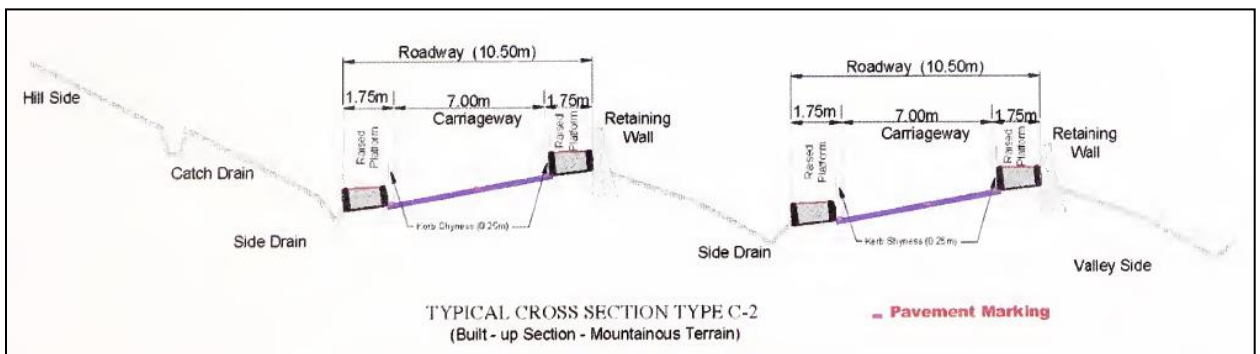 Roadway (10.50m)
1.75m
7.00m
1.75m
Carriageway
Raised
Platform
Raised
Platform
Retaining
Wall
Hill Side
Catch Drain
Side Drain
Kerb Shyness (0.25m)
Roadway (10.50m)
1.75m
7.00m
1.75m
Carriageway
Raised
Platform
Raised
Platform
Retaining
Wall
Side Drain
Kerb Shyness (0.25m)
Valley Side
TYPICAL CROSS SECTION TYPE C-2
(Built - up Section - Mountainous Terrain)
Pavement Marking